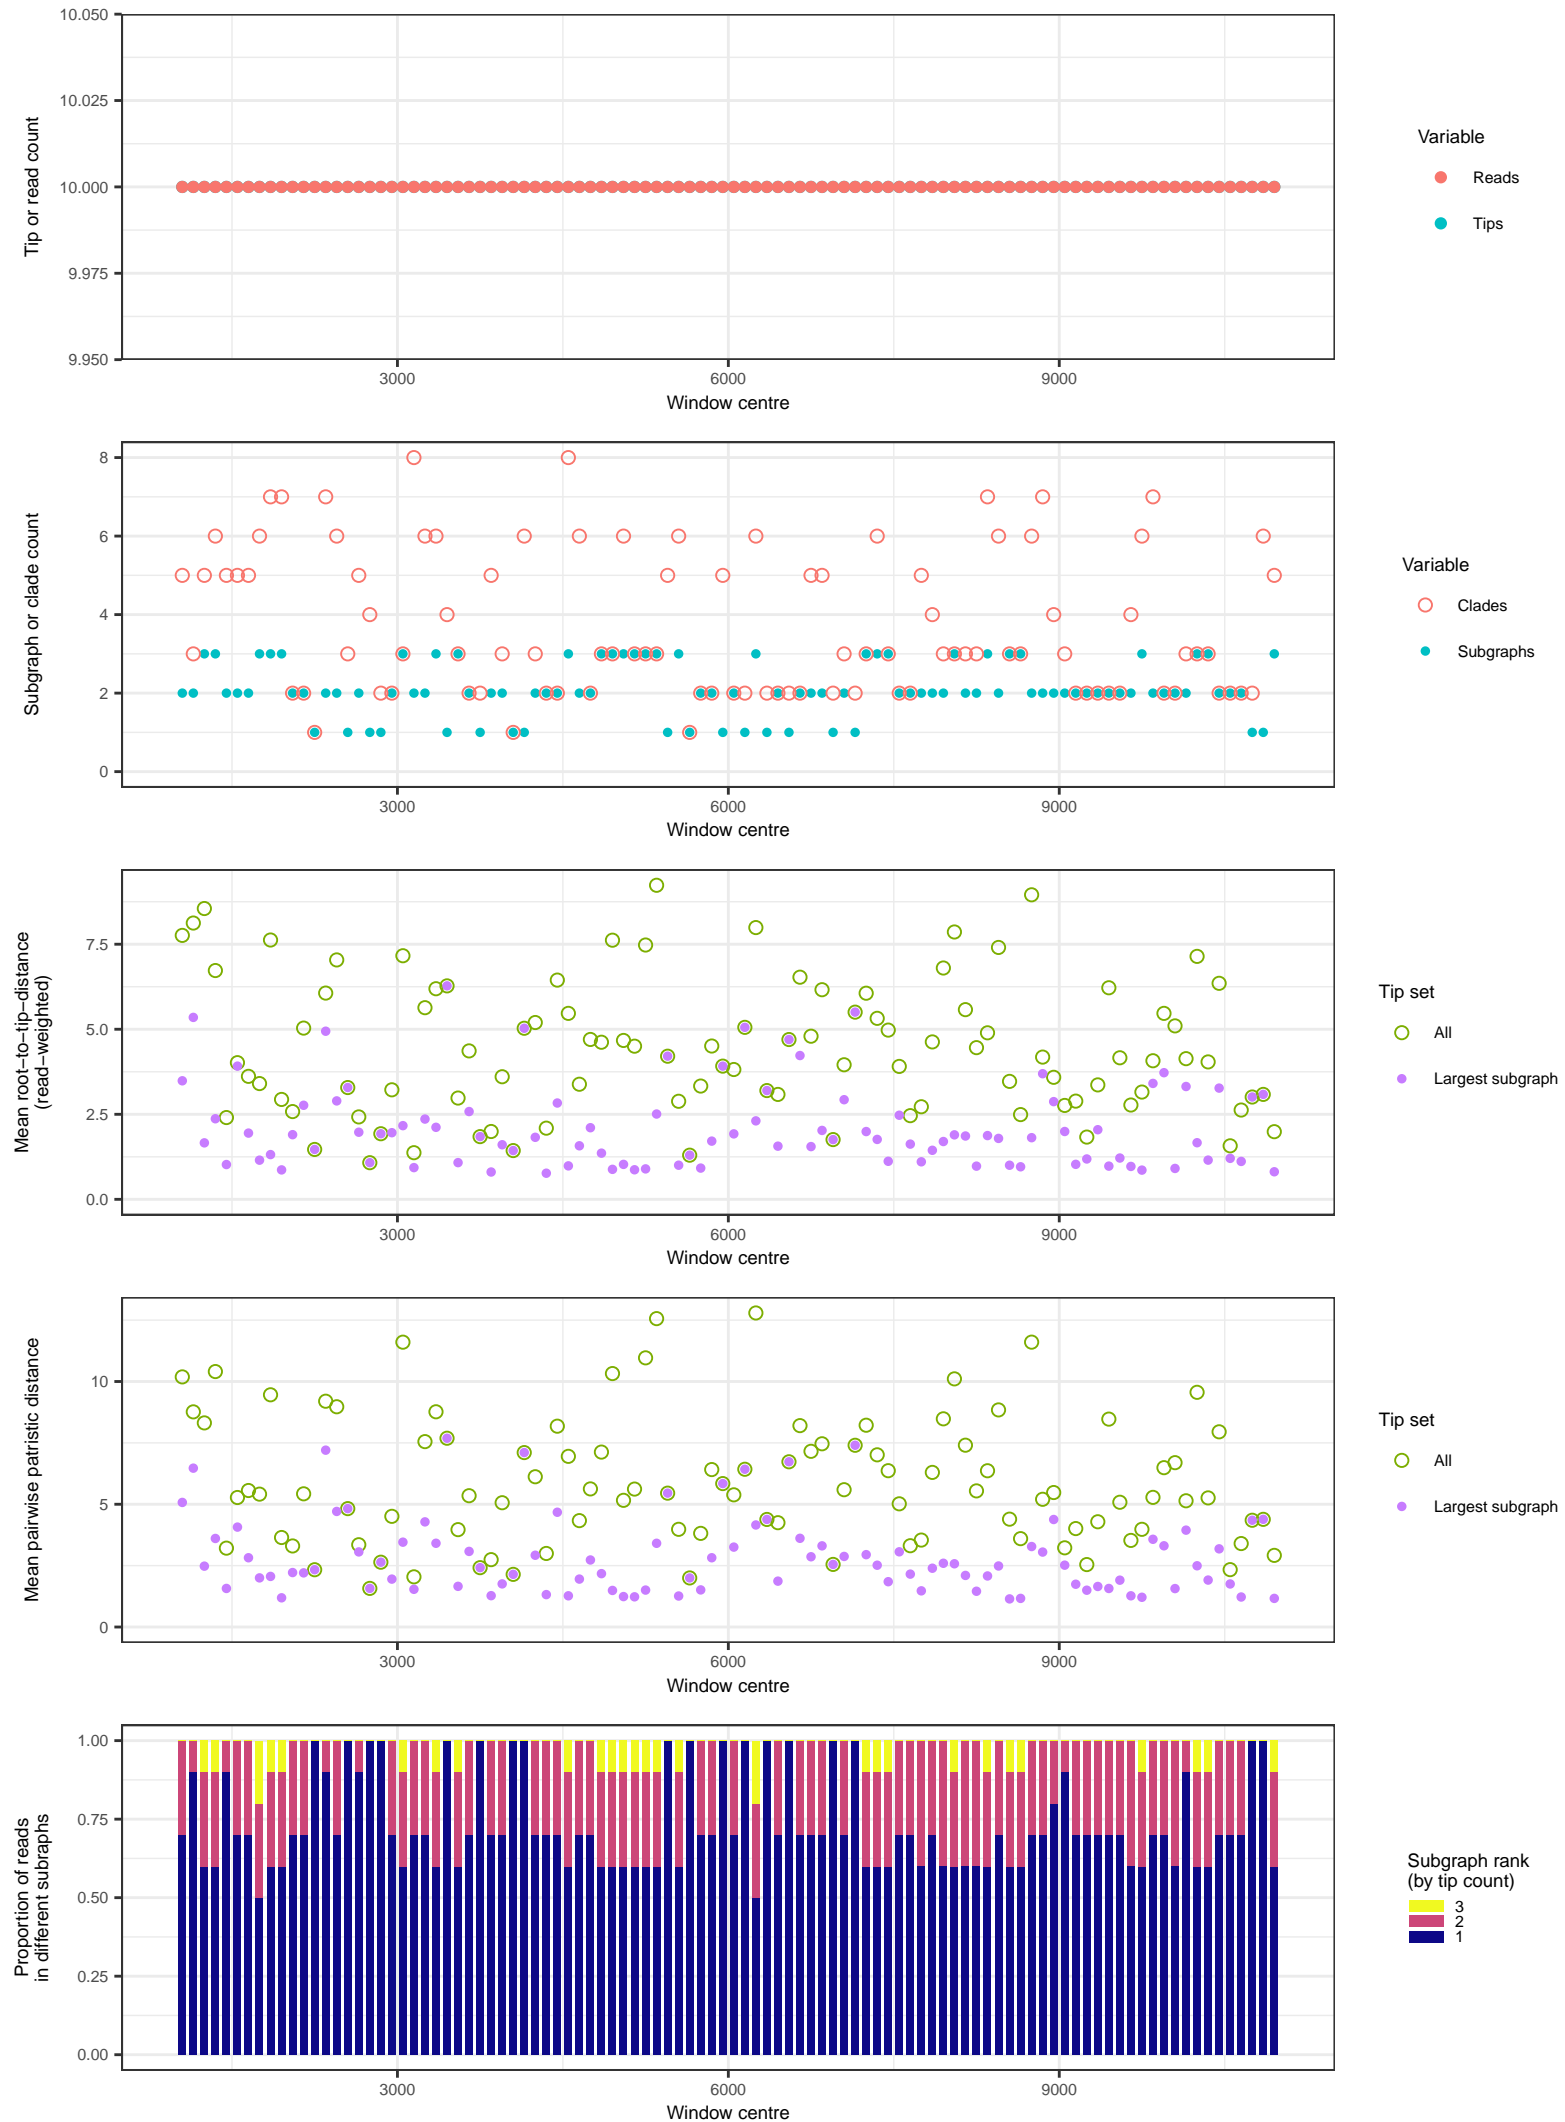 10.050
10.025
10.000
9.975
9.950
Tip or read count
3000 6000 9000
Window centre
Variable
Reads
Tips
8
6
4
2
0
Subgraph or clade count
3000 6000 9000
Window centre
Variable
Clades
Subgraphs
7.5
5.0
2.5
0.0
Mean root−to−tip−distance
(read−weighted)
3000 6000 9000
Window centre
Tip set
All
Largest subgraph
10
5
0
Mean pairwise patristic distance
3000 6000 9000
Window centre
Tip set
All
Largest subgraph
1.00
0.75
0.50
0.25
0.00
Proportion of reads
in different subraphs
3000 6000 9000
Window centre
Subgraph rank
(by tip count)
3
2
1